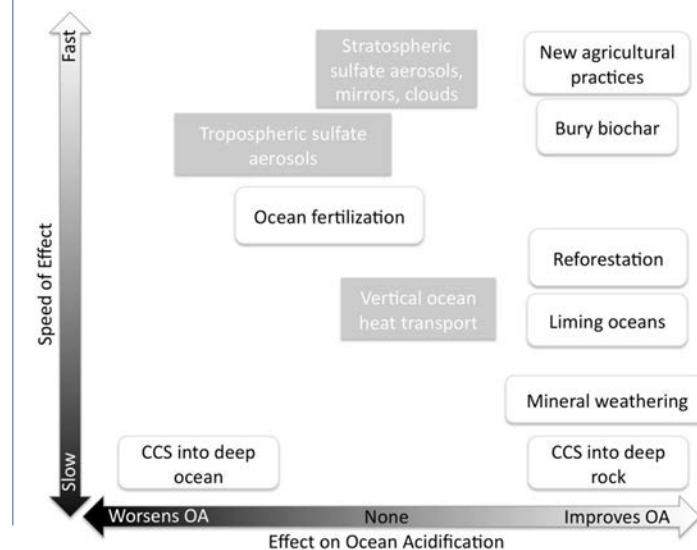 Fast
Stratospheric
sulfate aerosols,
mirrors, clouds
New agricultural
practices
Bury biochar
Tropospheric sulfate
aerosols
Ocean fertilization
Reforestation
Vertical ocean
heat transport
Liming oceans
Speed of Effect
Mineral weathering
CCS into deep
ocean
CCS into deep
rock
Slow
Worsens OA
None
Improves OA
Effect on Ocean Acidification